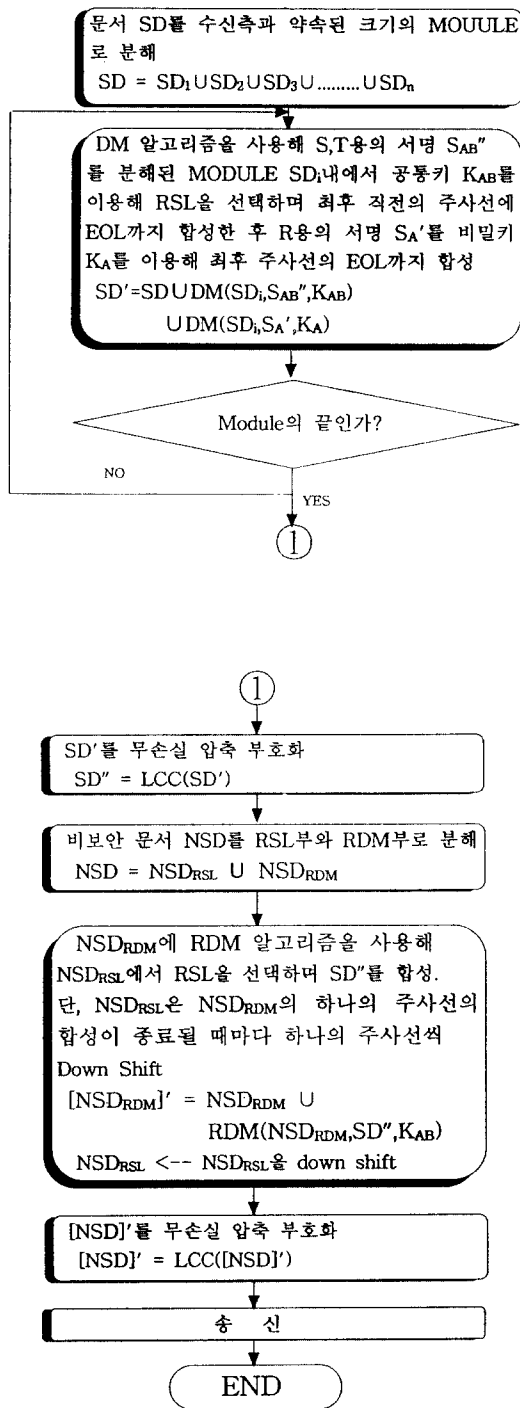 문서 SD를 수신측과 약속된 크기의 MOUULE
로 분해
SD = SD₁∪SD₂∪SD₃∪.........∪SDₙ
DM 알고리즘을 사용해 S,T용의 서명 S_AB″
를 분해된 MODULE SDᵢ내에서 공통키 K_AB를
이용해 RSL을 선택하며 최후 직전의 주사선에
EOL까지 합성한 후 R용의 서명 S_A′를 비밀키
K_A를 이용해 최후 주사선의 EOL까지 합성
SD′=SD∪DM(SDᵢ,S_AB″,K_AB)
∪DM(SDᵢ,S_A′,K_A)
Module의 끝인가?
NO
YES
①
①
SD′를 무손실 압축 부호화
SD″ = LCC(SD′)
비보안 문서 NSD를 RSL부와 RDM부로 분해
NSD = NSD_RSL ∪ NSD_RDM
NSD_RDM에 RDM 알고리즘을 사용해
NSD_RSL에서 RSL을 선택하며 SD″를 합성.
단, NSD_RSL은 NSD_RDM의 하나의 주사선의
합성이 종료될 때마다 하나의 주사선씩
Down Shift
[NSD_RDM]′ = NSD_RDM ∪
RDM(NSD_RDM,SD″,K_AB)
NSD_RSL <-- NSD_RSL을 down shift
[NSD]′를 무손실 압축 부호화
[NSD]′ = LCC([NSD]′)
송 신
END